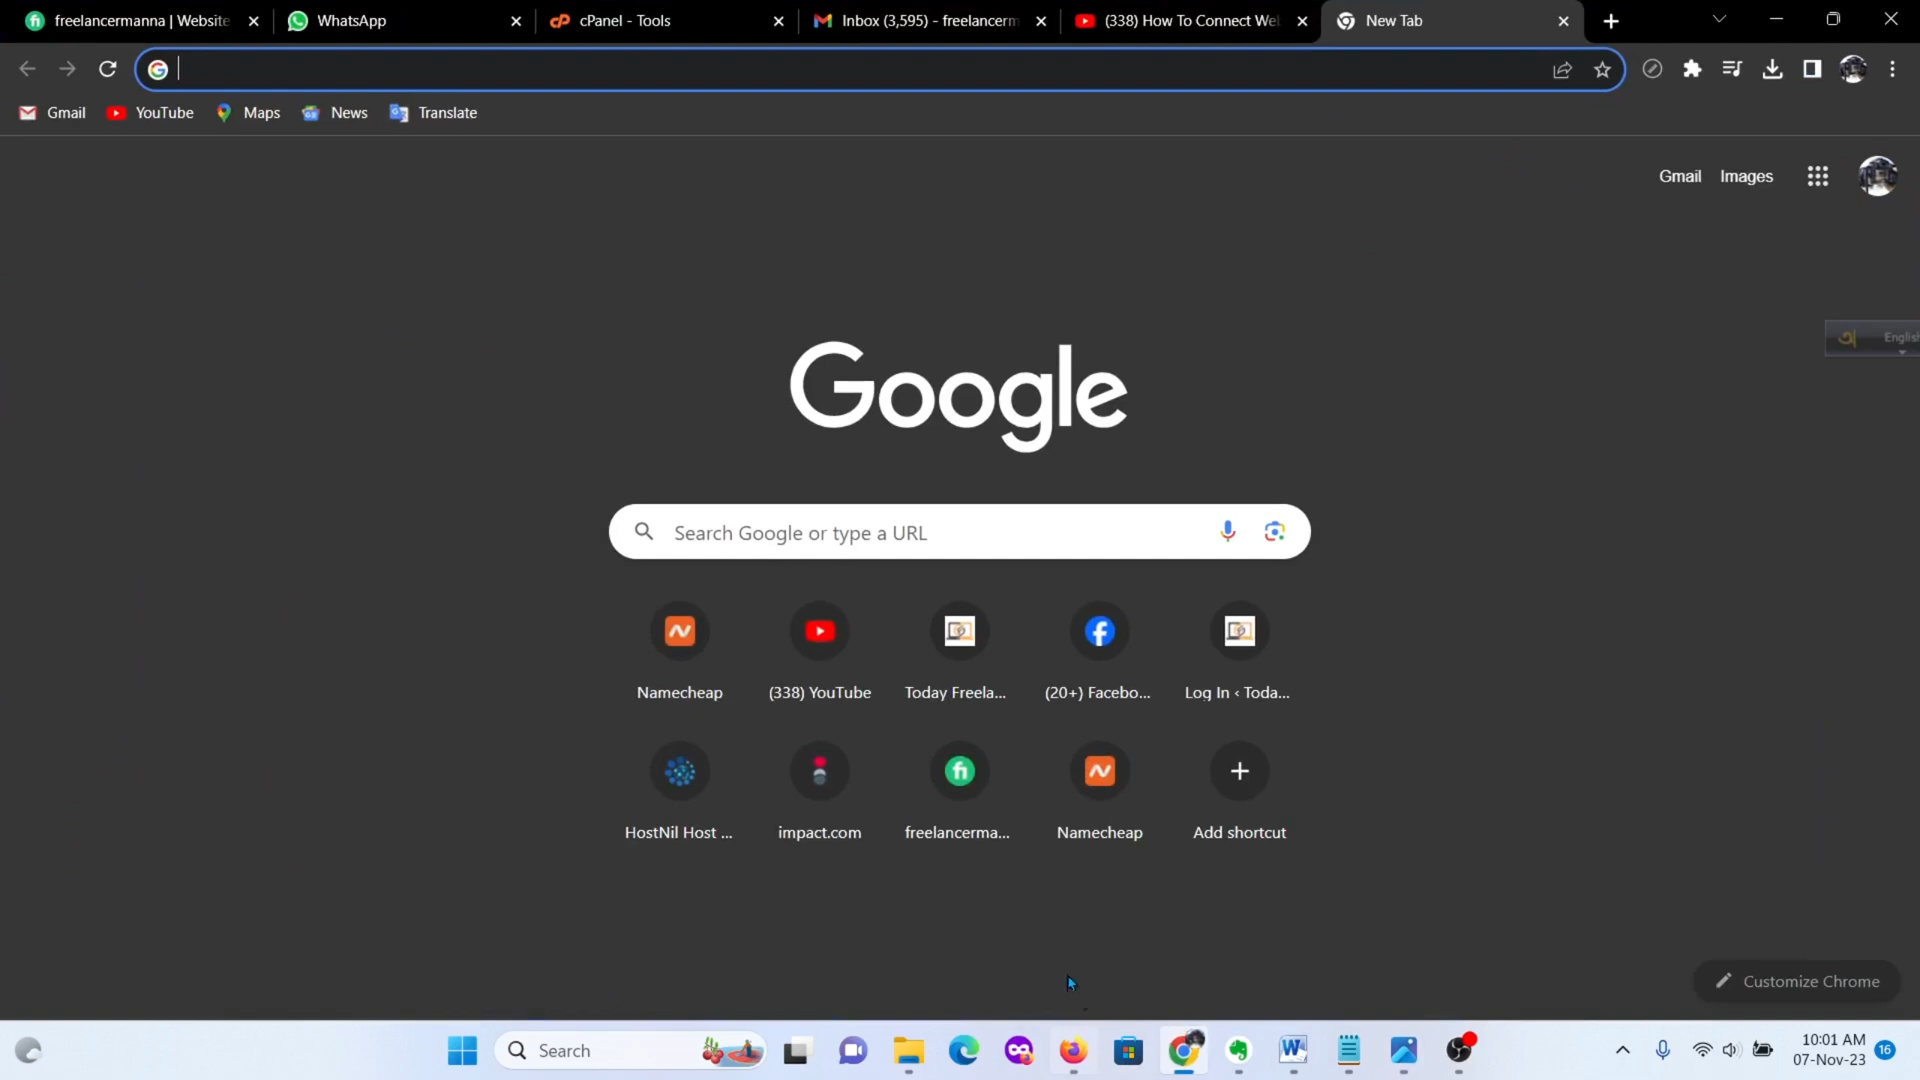 freelancermanna | Website
WhatsApp
cPanel - Tools
Inbox (3,595) - freelancerm
(338) How To Connect We
New Tab
Gmail
YouTube
Maps
News
Translate
Gmail
Images
অ English
Google
Search Google or type a URL
Namecheap
(338) YouTube
Today Freela...
(20+) Facebo...
Log In ‹ Toda...
HostNil Host ...
impact.com
freelancerma...
Namecheap
Add shortcut
Customize Chrome
Search
10:01 AM
07-Nov-23
16